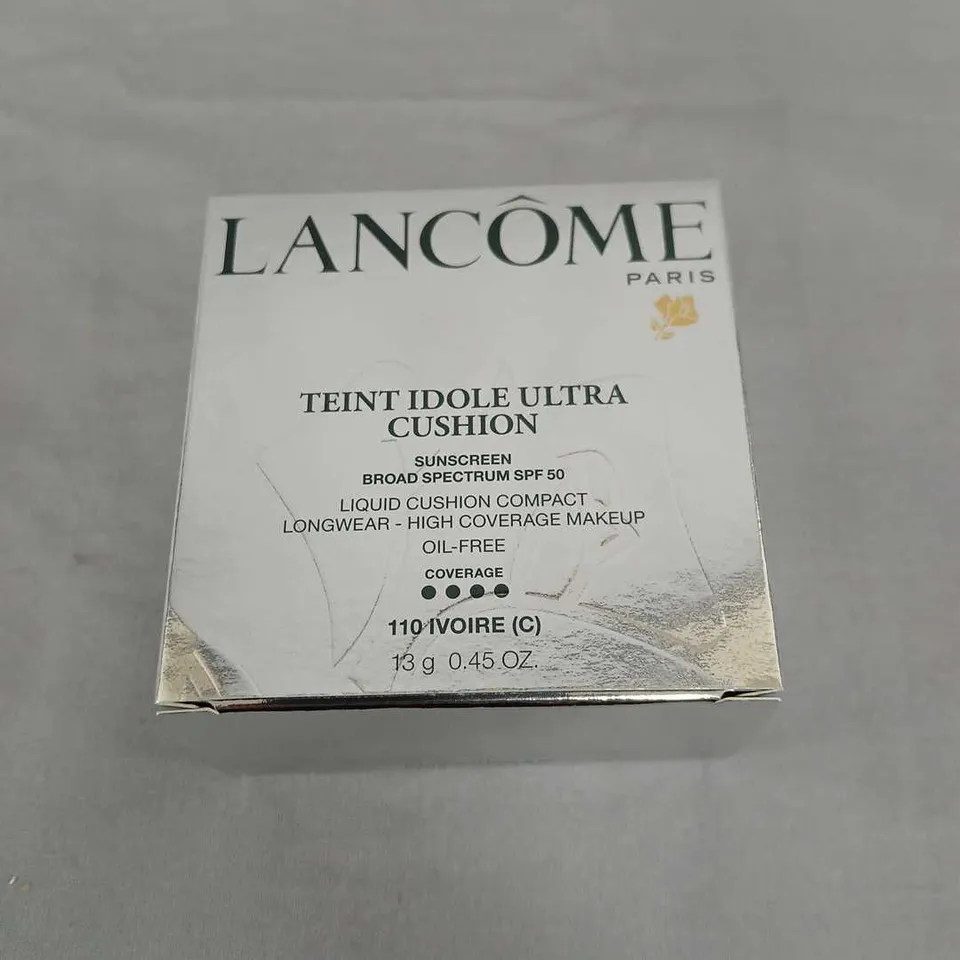 LANCÔME
PARIS
TEINT IDOLE ULTRA
CUSHION
SUNSCREEN
BROAD SPECTRUM SPF 50
LIQUID CUSHION COMPACT
LONGWEAR - HIGH COVERAGE MAKEUP
OIL-FREE
COVERAGE
110 IVOIRE (C)
13 g 0.45 OZ.